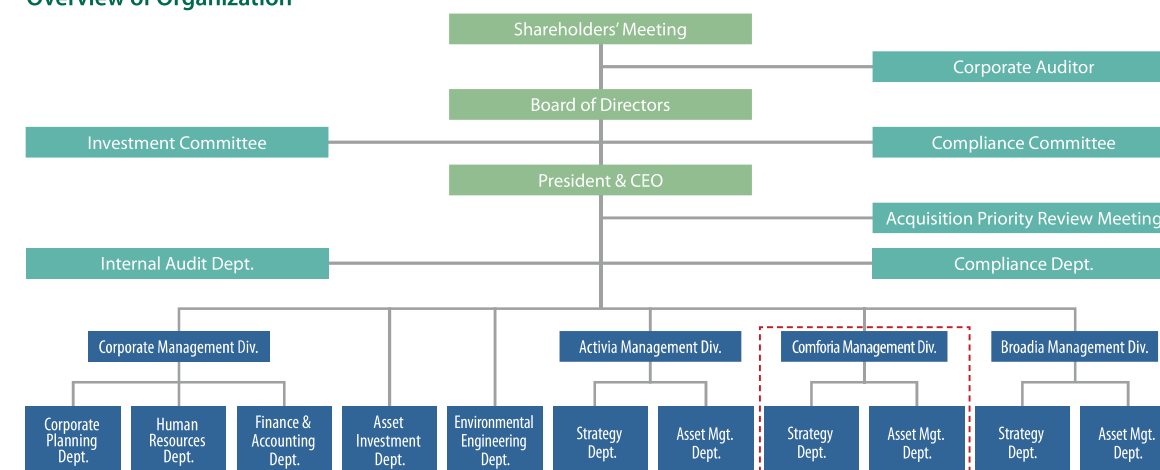 Overview of Organization
Shareholders' Meeting
Corporate Auditor
Board of Directors
Investment Committee
Compliance Committee
President & CEO
Acquisition Priority Review Meeting
Internal Audit Dept.
Compliance Dept.
Corporate Management Div.
Activia Management Div.
Comforia Management Div.
Broadia Management Div.
Corporate
Planning
Dept.
Human
Resources
Dept.
Finance &
Accounting
Dept.
Asset
Investment
Dept.
Environmental
Engineering
Dept.
Strategy
Dept.
Asset Mgt.
Dept.
Strategy
Dept.
Asset Mgt.
Dept.
Strategy
Dept.
Asset Mgt.
Dept.